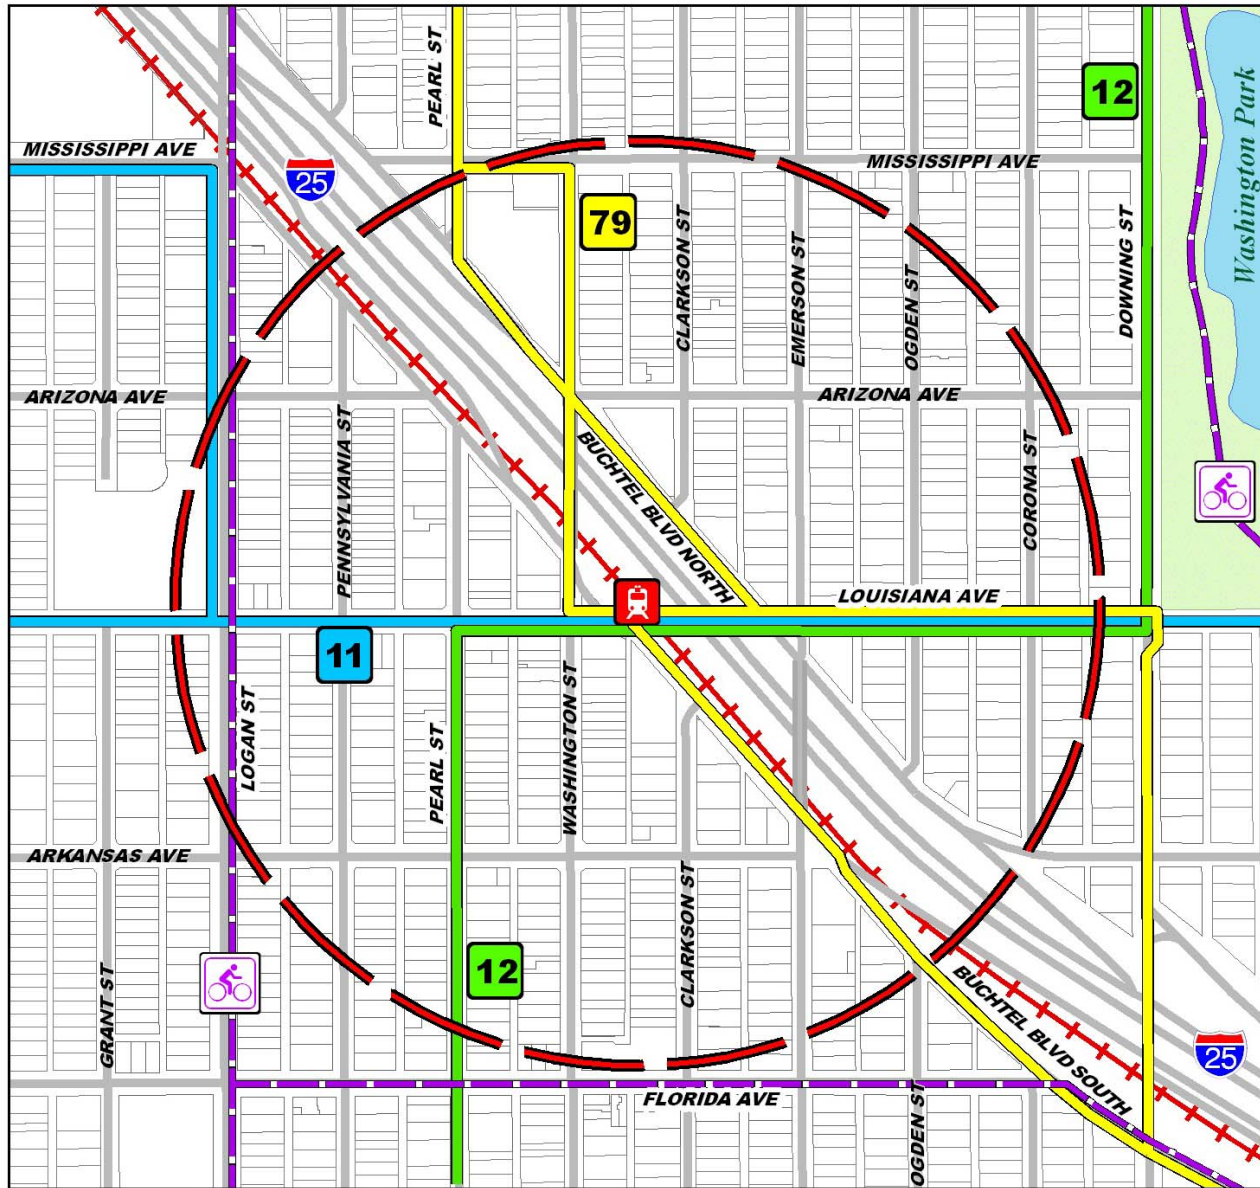 PEARL ST
12
Washington Park
MISSISSIPPI AVE
25
MISSISSIPPI AVE
79
CLARKSON ST
EMERSON ST
OGDEN ST
DOWNING ST
ARIZONA AVE
ARIZONA AVE
PENNSYLVANIA ST
BUCHTEL BLVD NORTH
CORONA ST
LOUISIANA AVE
11
LOGAN ST
PEARL ST
WASHINGTON ST
ARKANSAS AVE
CLARKSON ST
12
GRANT ST
BUCHTEL BLVD SOUTH
25
FLORIDA AVE
OGDEN ST